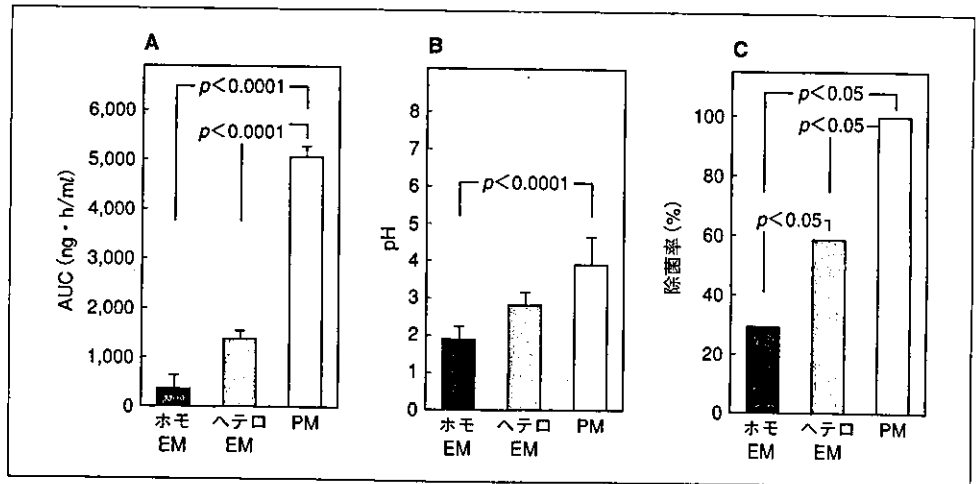 A
AUC (ng・h/mℓ)
6,000
5,000
4,000
3,000
2,000
1,000
0
p<0.0001
p<0.0001
ホモ
EM
ヘテロ
EM
PM
B
pH
8
7
6
5
4
3
2
1
0
p<0.0001
ホモ
EM
ヘテロ
EM
PM
C
除菌率(%)
100
80
60
40
20
0
p<0.05
p<0.05
p<0.05
ホモ
EM
ヘテロ
EM
PM